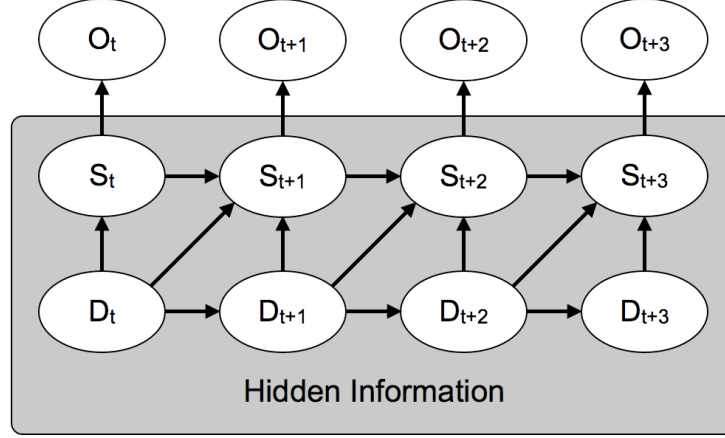 Ot Ot+1 Ot+2 Ot+3
St St+1 St+2 St+3
Dt Dt+1 Dt+2 Dt+3
Hidden Information